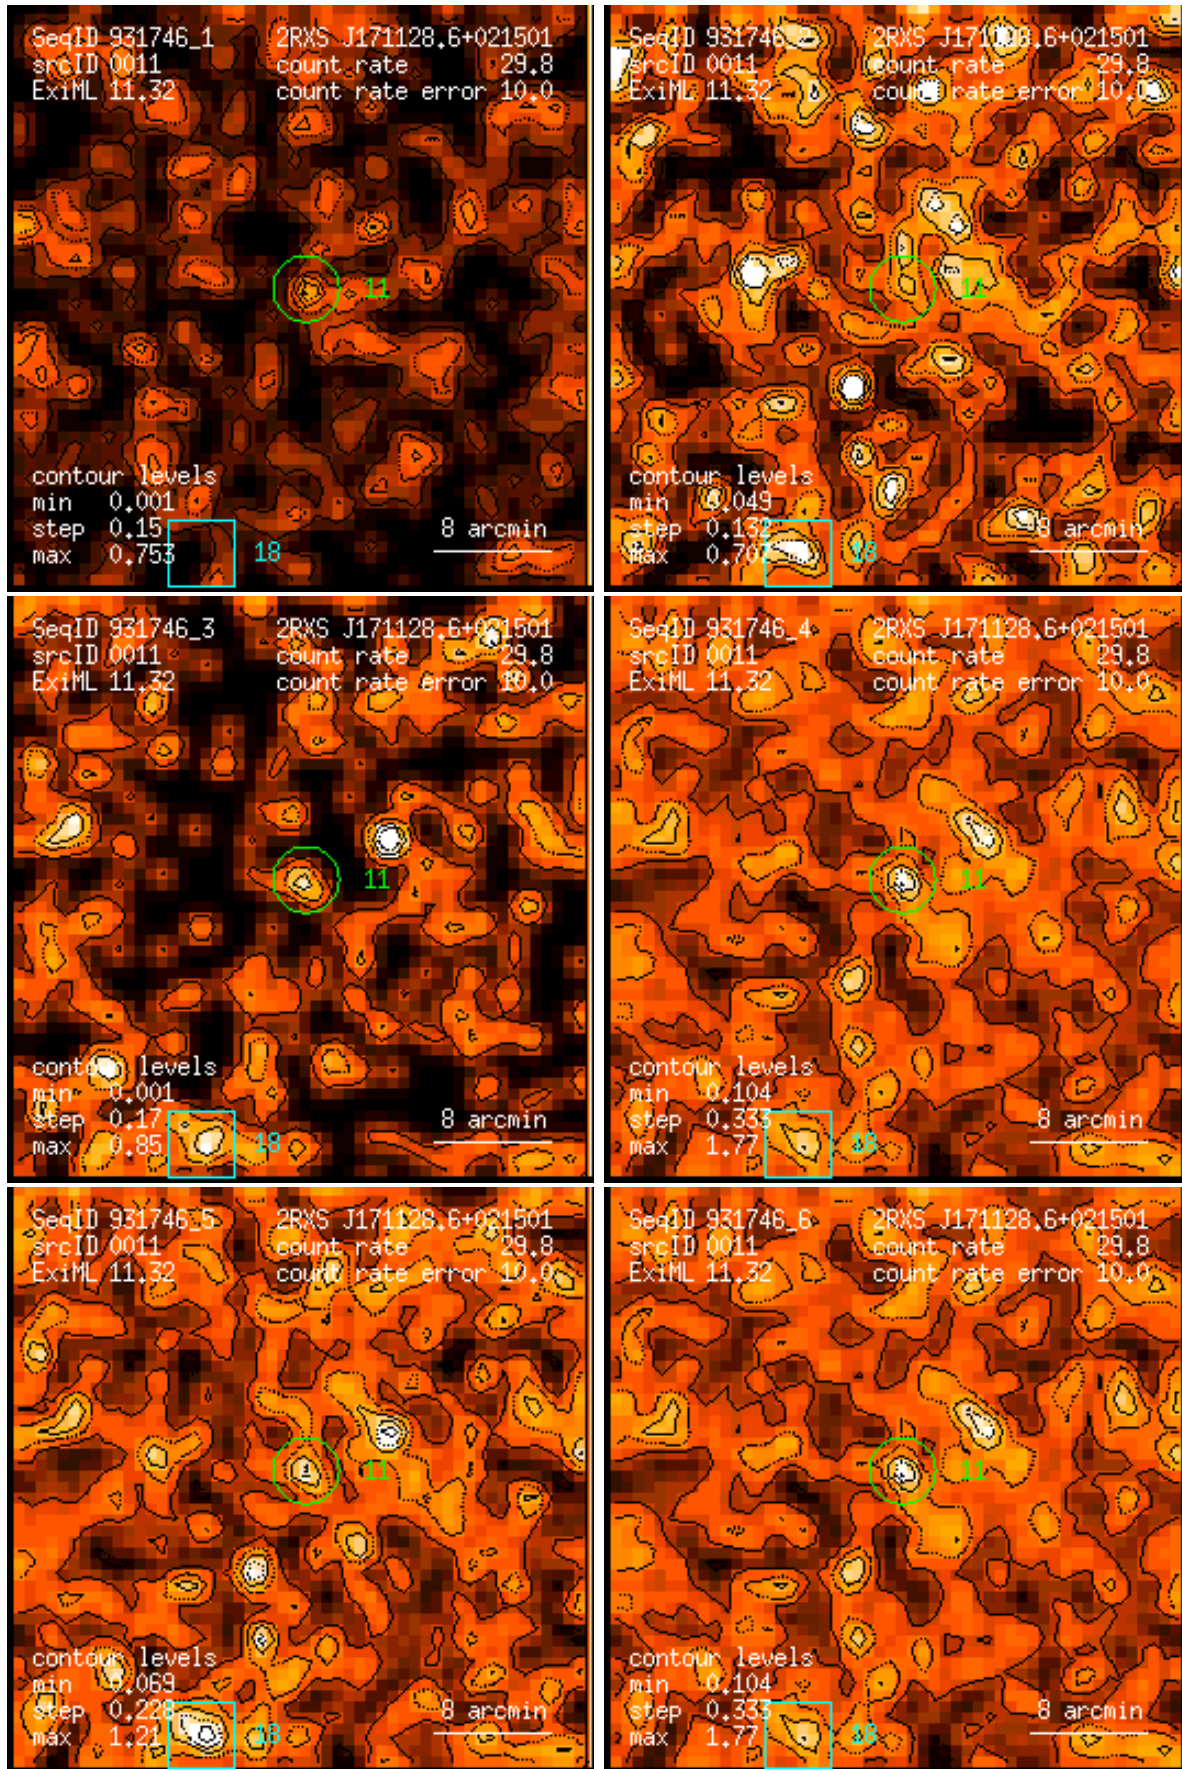 SeqID 931746_1 2RXS J171128.6+021501
srcID 0011 count rate 29.8
ExiML 11.32 count rate error 10.0
11
contour levels
min 0.001
step 0.15
max 0.753
18
8 arcmin
SeqID 931746_2 2RXS J171128.6+021501
srcID 0011 count rate 29.8
ExiML 11.32 count rate error 10.0
11
contour levels
min 0.049
step 0.132
max 0.707
18
8 arcmin
SeqID 931746_3 2RXS J171128.6+021501
srcID 0011 count rate 29.8
ExiML 11.32 count rate error 10.0
11
contour levels
min 0.001
step 0.17
max 0.85
18
8 arcmin
SeqID 931746_4 2RXS J171128.6+021501
srcID 0011 count rate 29.8
ExiML 11.32 count rate error 10.0
11
contour levels
min 0.104
step 0.333
max 1.77
18
8 arcmin
SeqID 931746_5 2RXS J171128.6+021501
srcID 0011 count rate 29.8
ExiML 11.32 count rate error 10.0
11
contour levels
min 0.069
step 0.228
max 1.21
18
8 arcmin
SeqID 931746_6 2RXS J171128.6+021501
srcID 0011 count rate 29.8
ExiML 11.32 count rate error 10.0
11
contour levels
min 0.104
step 0.333
max 1.77
18
8 arcmin